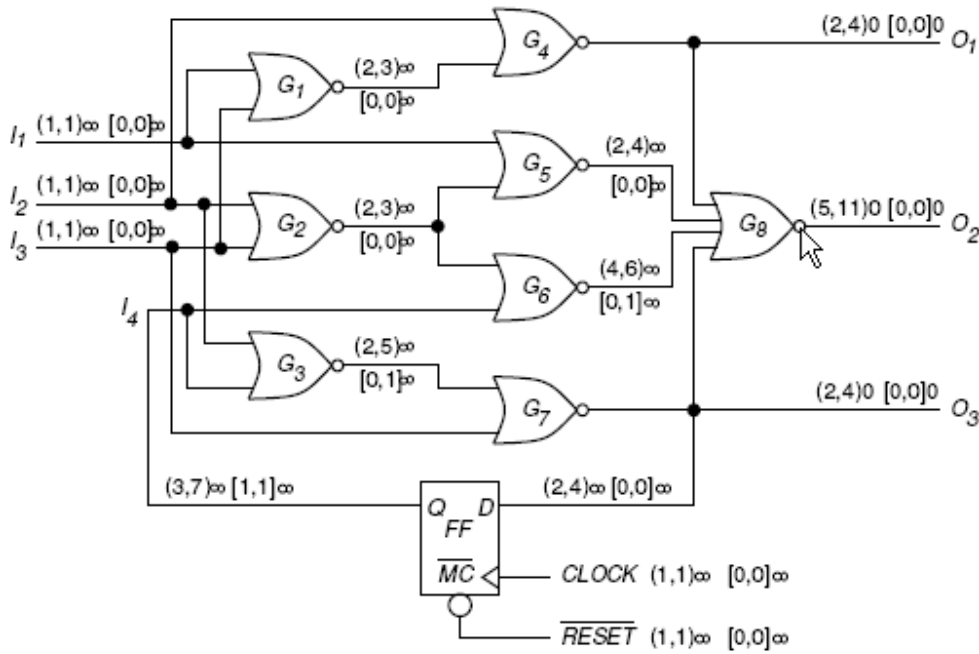 (2,4)0 [0,0]0 O1
G4
(2,3)∞
G1
[0,0]∞
I1 (1,1)∞ [0,0]∞
G5 (2,4)∞
[0,0]∞
I2 (1,1)∞ [0,0]∞
(2,3)∞
G2
[0,0]∞
(5,11)0 [0,0]0 O2
G8
I3 (1,1)∞ [0,0]∞
(4,6)∞
G6
[0,1]∞
I4
(2,5)∞
G3
[0,1]∞
G7
(2,4)0 [0,0]0 O3
(3,7)∞ [1,1]∞
(2,4)∞ [0,0]∞
Q D
FF
MC
CLOCK (1,1)∞ [0,0]∞
RESET (1,1)∞ [0,0]∞